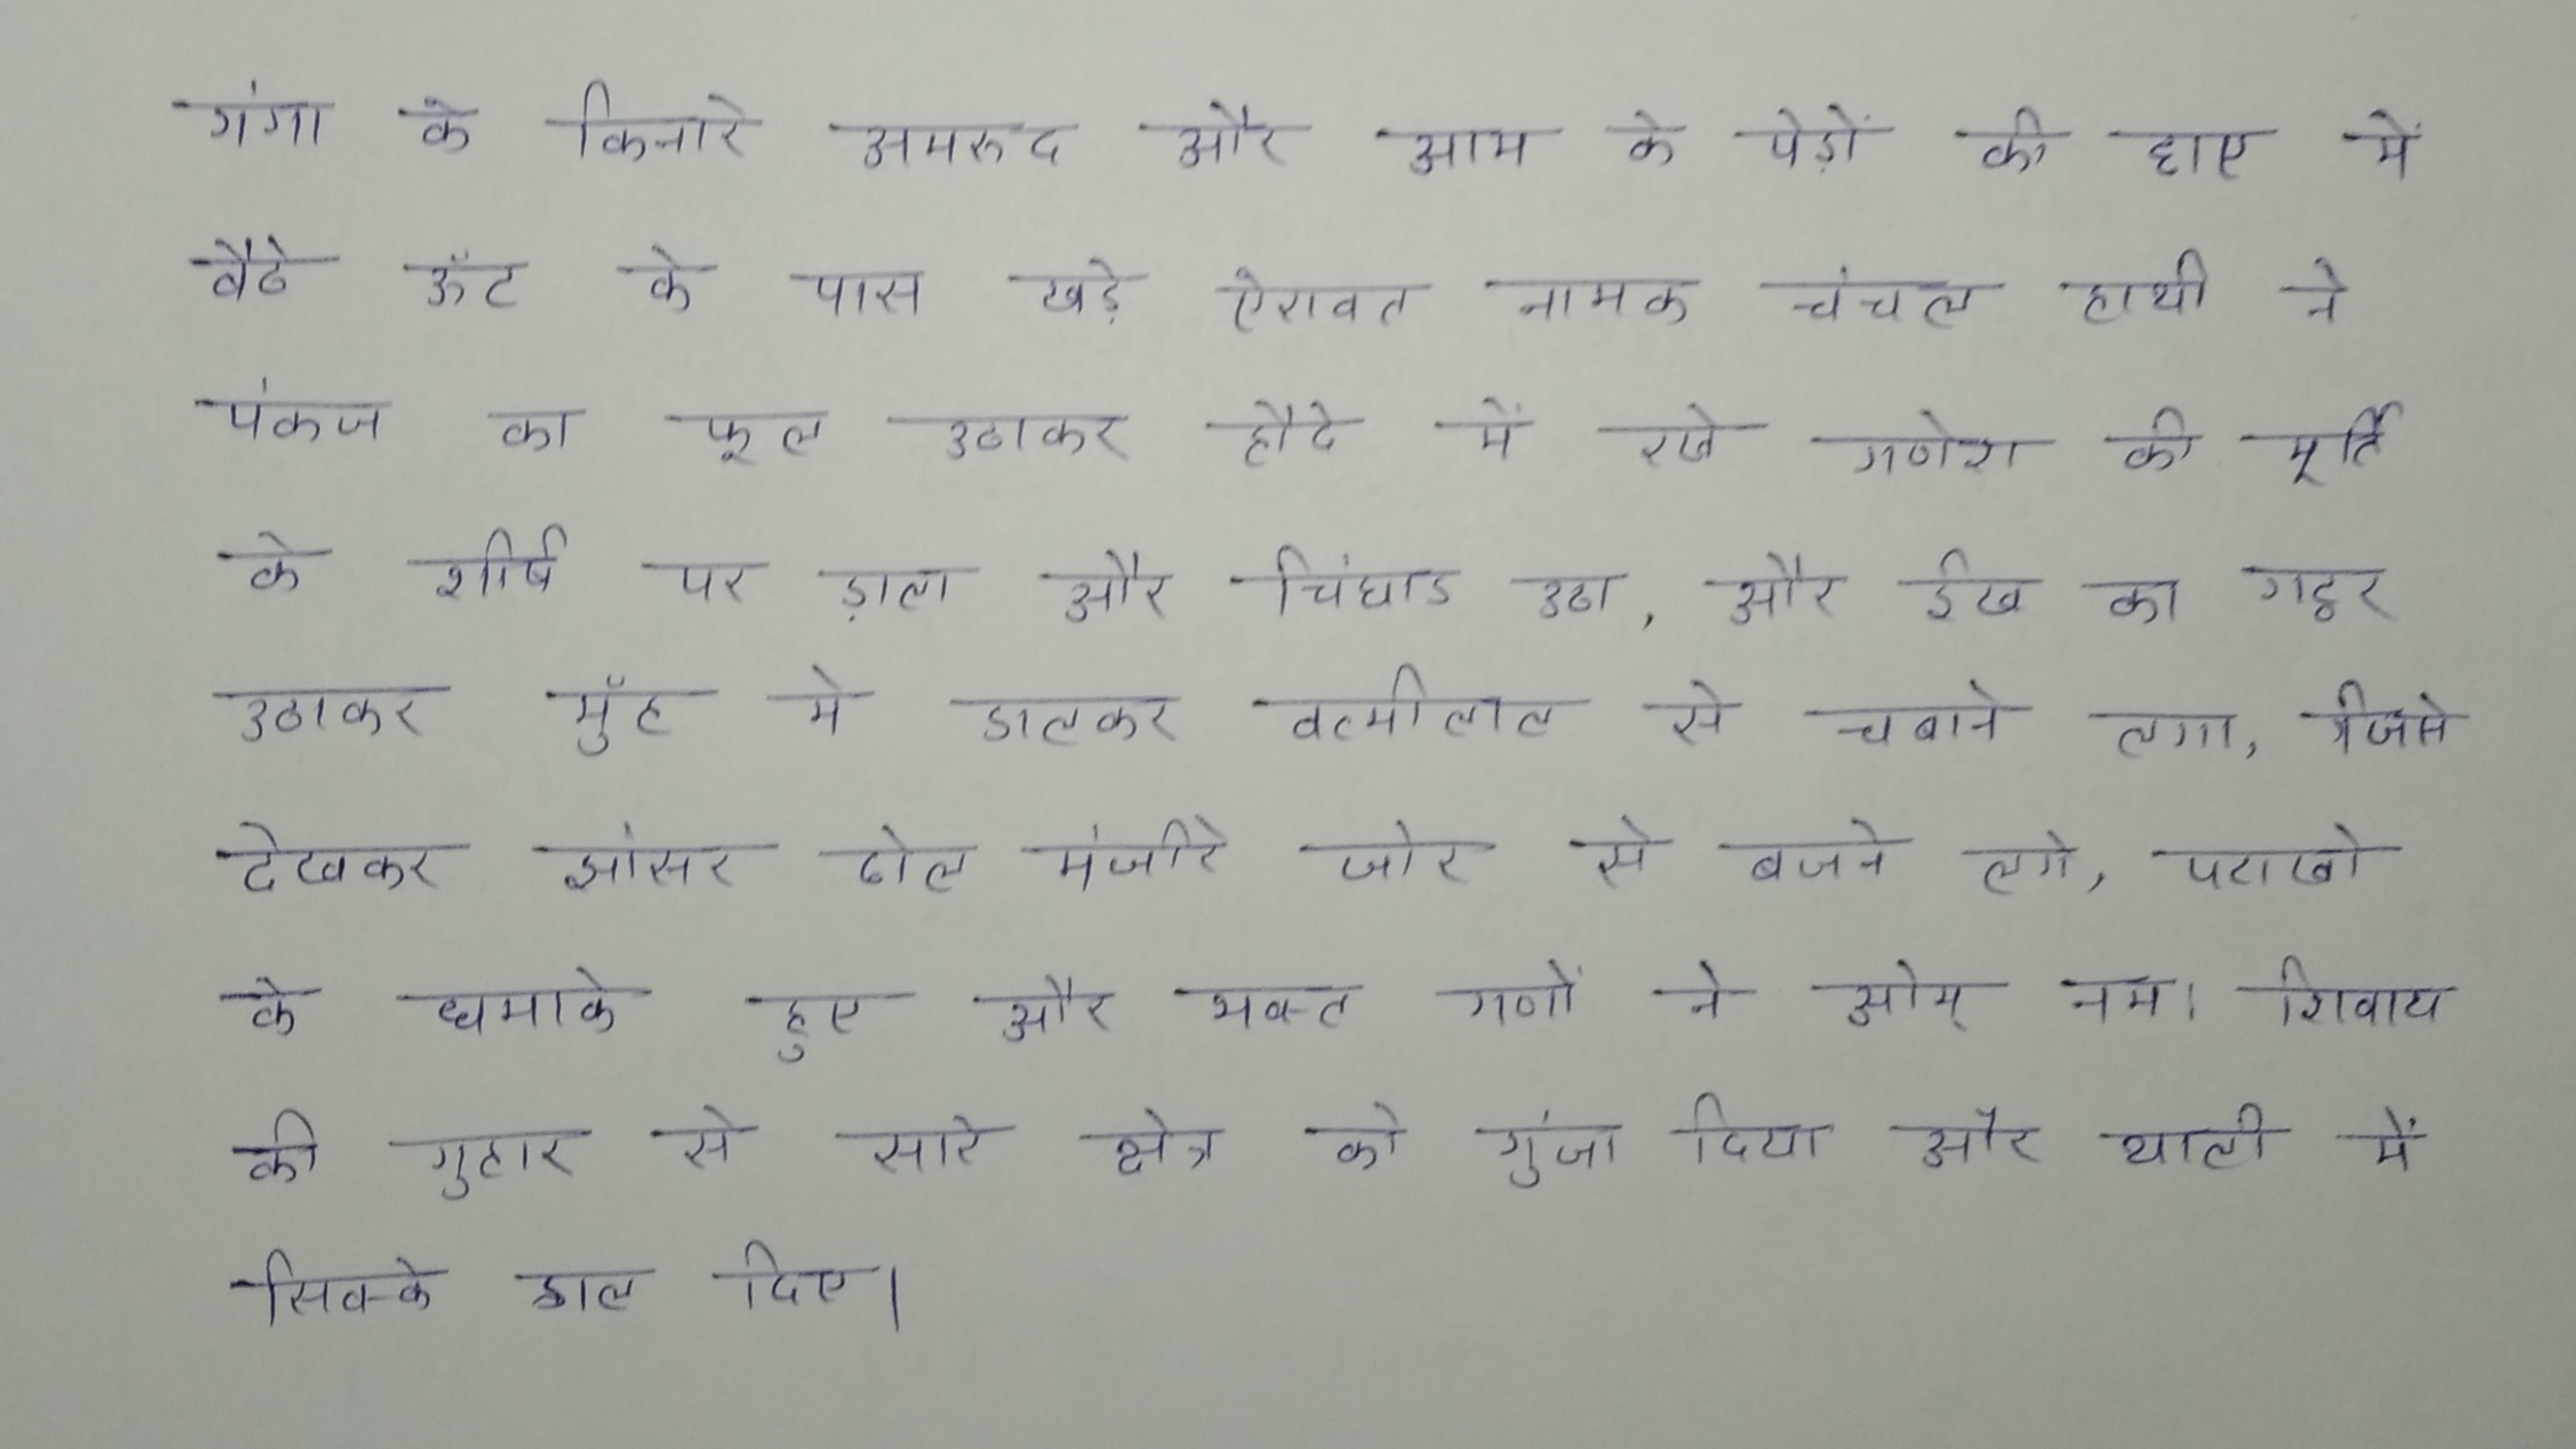 गंगा के किनारे अमरुद और आम के पेड़ों की छाए में
बैठे ऊँट के पास खड़े ऐरावत नामक चंचल हाथी ने
पंकज का फूल उठाकर हौदे में रखे गणेश की मूर्ति
के शीर्ष पर ड़ाला और चिंघाड उठा, और ईख का गट्ठर
उठाकर मुँह मे डालकर वत्मीलाल से चबाने लगा, जिसे
देखकर झांसर ढोल मंजीरे जोर से बजने लगे, पटाखो
के धमाके हुए और भक्त गणों ने ओम् नम। शिवाय
की गुहार से सारे क्षेत्र को गुंजा दिया और थाली में
सिक्के डाल दिए।